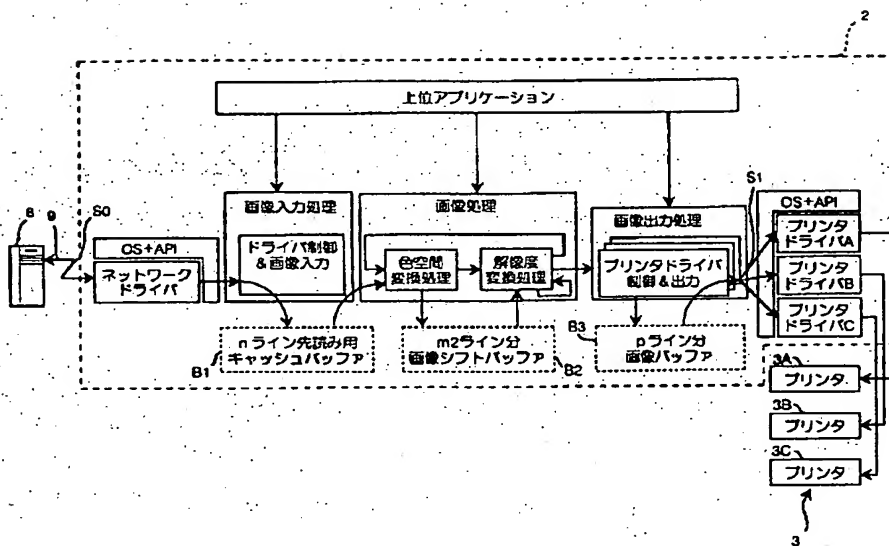 2
上位アプリケーション
8
9
S0
OS+API
ネットワーク
ドライバ
画像入力処理
ドライバ制御
&画像入力
画像処理
色空間
変換処理
解像度
変換処理
画像出力処理
プリンタドライバ
制御&出力
S1
OS+API
プリンタ
ドライバA
プリンタ
ドライバB
プリンタ
ドライバC
B1
nライン先読み用
キャッシュバッファ
m2ライン分
画像シフトバッファ
B2
B3
pライン分
画像バッファ
3A
プリンタ
3B
プリンタ
3C
プリンタ
3